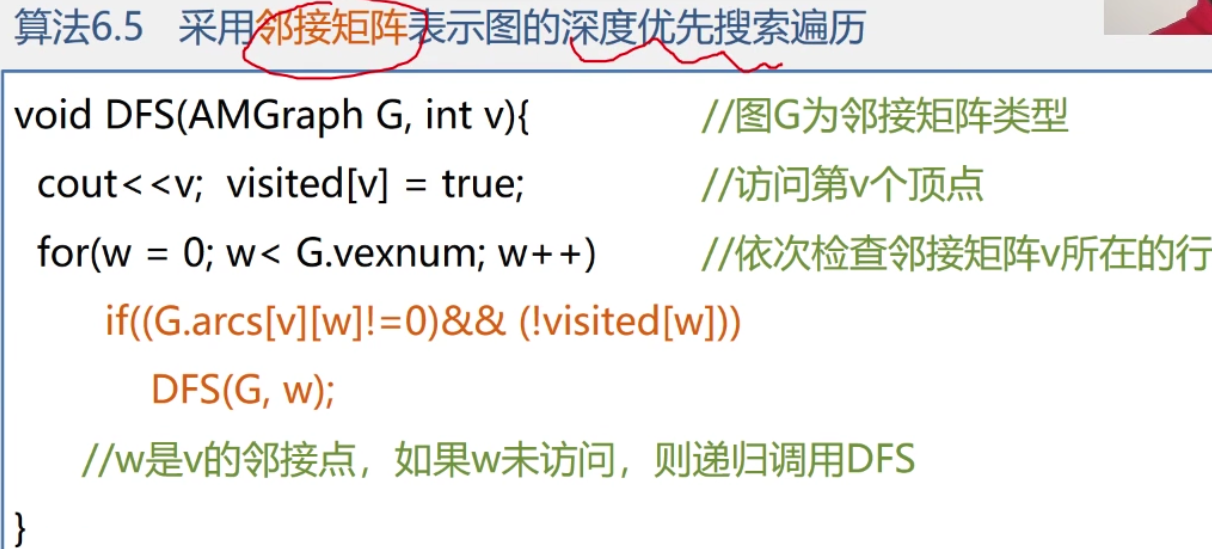 算法6.5 采用邻接矩阵表示图的深度优先搜索遍历
void DFS(AMGraph G, int v){ //图G为邻接矩阵类型
cout<<v; visited[v] = true; //访问第v个顶点
for(w = 0; w< G.vexnum; w++) //依次检查邻接矩阵v所在的行
if((G.arcs[v][w]!=0)&& (!visited[w]))
DFS(G, w);
//w是v的邻接点，如果w未访问，则递归调用DFS
}